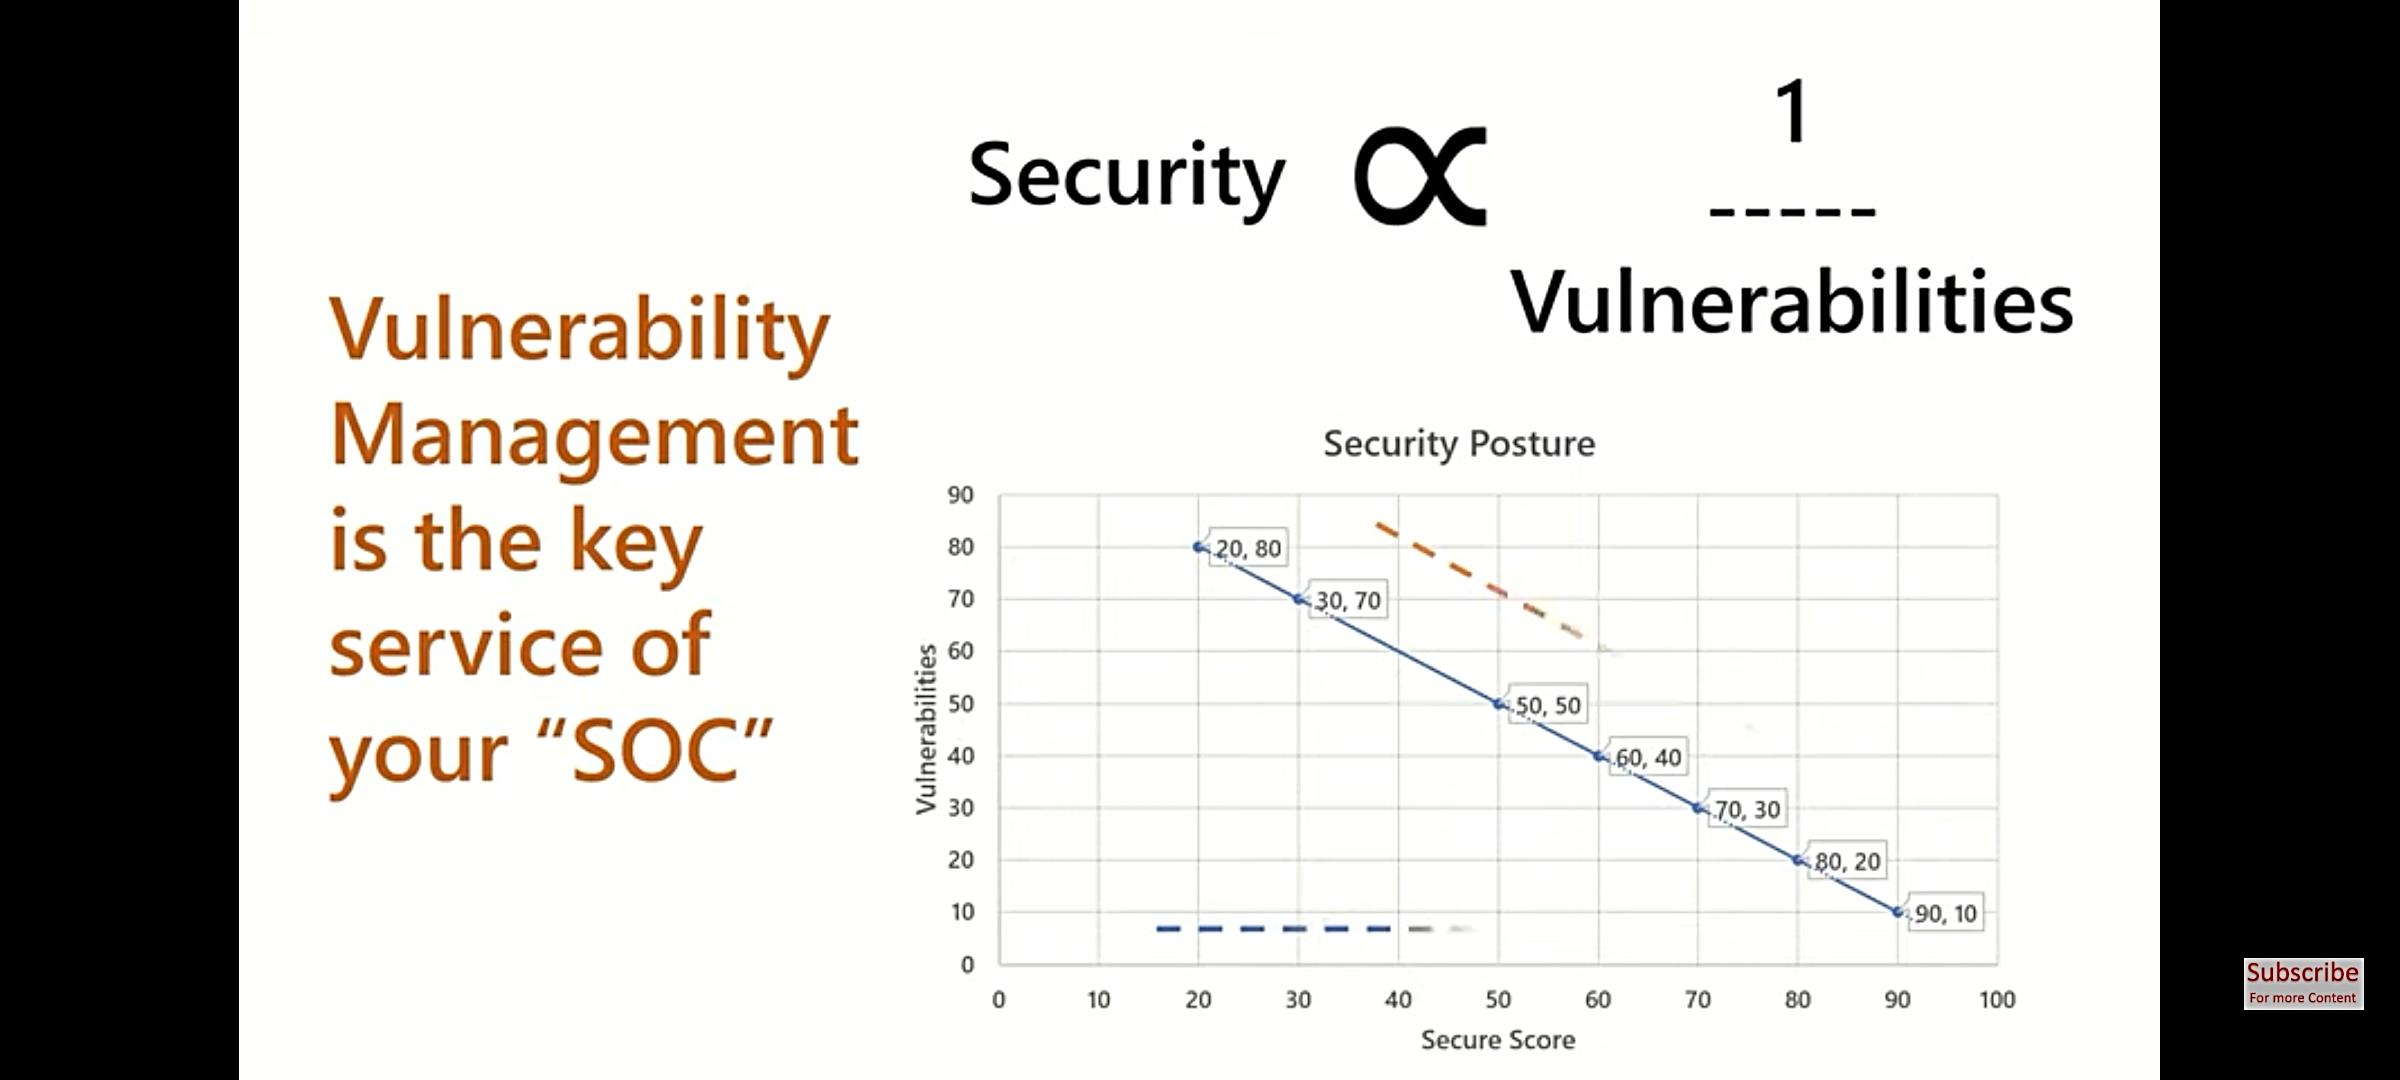 Security ∝
1
-----
Vulnerabilities
Vulnerability
Management
is the key
service of
your “SOC”
Security Posture
Vulnerabilities
90
80
70
60
50
40
30
20
10
0
20, 80
30, 70
50, 50
60, 40
70, 30
80, 20
90, 10
0 10 20 30 40 50 60 70 80 90 100
Secure Score
Subscribe
For more Content